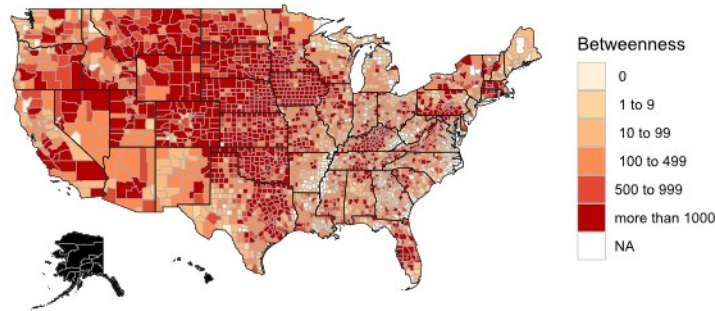 Betweenness
0
1 to 9
10 to 99
100 to 499
500 to 999
more than 1000
NA